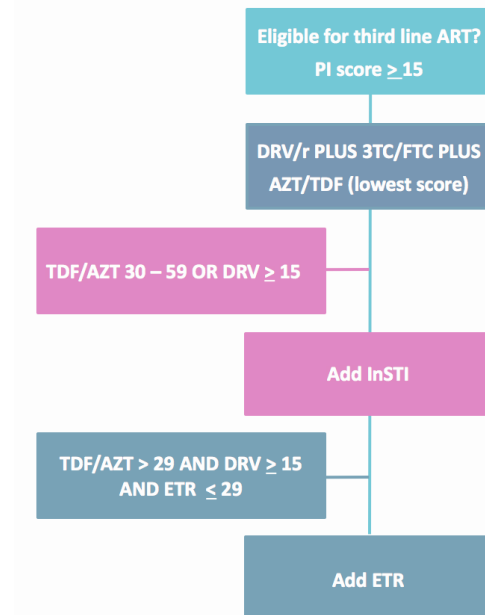 Eligible for third line ART?
PI score ≥ 15
DRV/r PLUS 3TC/FTC PLUS
AZT/TDF (lowest score)
TDF/AZT 30 – 59 OR DRV ≥ 15
Add InSTI
TDF/AZT > 29 AND DRV ≥ 15
AND ETR ≤ 29
Add ETR